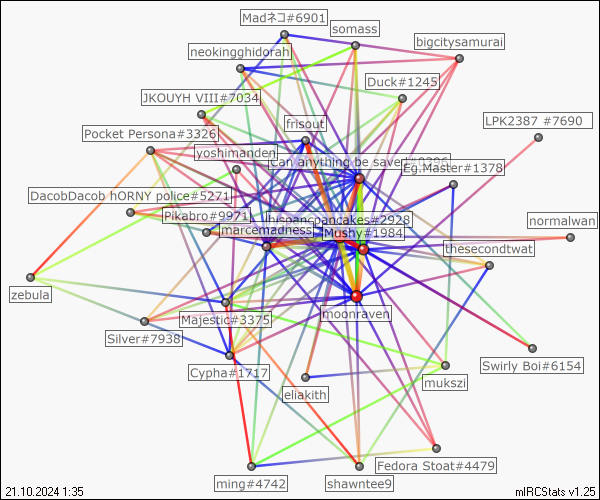 Madネコ#6901
somass
neokingghidorah
bigcitysamurai
Duck#1245
JKOUYH VIII#7034
LPK2387 #7690
frisout
Pocket Persona#3326
yoshimanden
Can anything be saved#0396
Eg.Master#1378
DacobDacob hORNY police#5271
Pikabro#9971
hispancpancakes#2928
normalwan
marcemadness
Mushy#1984
thesecondtwat
zebula
moonraven
Majestic#3375
Silver#7938
Swirly Boi#6154
Cypha#1717
mukszi
eliakith
Fedora Stoat#4479
ming#4742
shawntee9
21.10.2024 1:35
mIRCStats v1.25